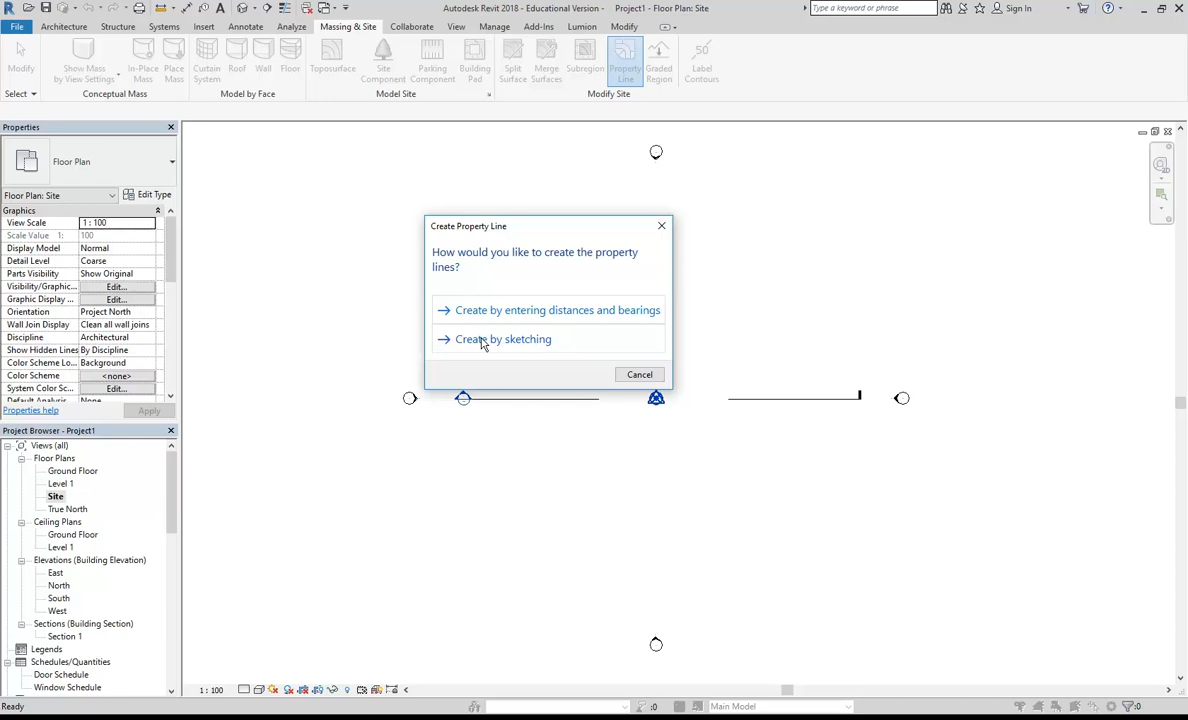 Autodesk Revit 2018 - Educational Version - Project1 - Floor Plan: Site
Type a keyword or phrase
Sign In
File Architecture Structure Systems Insert Annotate Analyze Massing & Site Collaborate View Manage Add-Ins Lumion Modify
Modify
Show Mass
by View Settings
In-Place
Mass
Place
Mass
Curtain
System
Roof
Wall
Floor
Toposurface
Site
Component
Parking
Component
Building
Pad
Split
Surface
Merge
Surfaces
Subregion
Property
Line
Graded
Region
50
Label
Contours
Select
Conceptual Mass
Model by Face
Model Site
Modify Site
Properties
Floor Plan
Floor Plan: Site
Edit Type
Graphics
View Scale 1 : 100
Scale Value 1: 100
Display Model Normal
Detail Level Coarse
Parts Visibility Show Original
Visibility/Graphic... Edit...
Graphic Display ... Edit...
Orientation Project North
Wall Join Display Clean all wall joins
Discipline Architectural
Show Hidden Lines By Discipline
Color Scheme Lo... Background
Color Scheme <none>
System Color Sc... Edit...
Default Analysis None
Properties help
Apply
Project Browser - Project1
Views (all)
Floor Plans
Ground Floor
Level 1
Site
True North
Ceiling Plans
Ground Floor
Level 1
Elevations (Building Elevation)
East
North
South
West
Sections (Building Section)
Section 1
Legends
Schedules/Quantities
Door Schedule
Window Schedule
Create Property Line
How would you like to create the property
lines?
Create by entering distances and bearings
Create by sketching
Cancel
1 : 100
Ready
:0
Main Model
:0